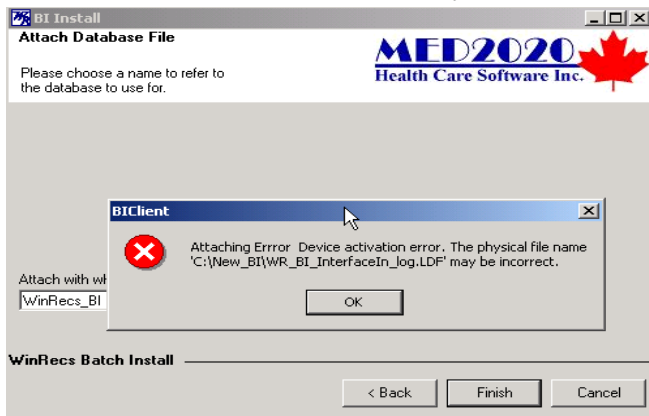 BI Install
Attach Database File
MED2020
Health Care Software Inc.
Please choose a name to refer to
the database to use for.
BIClient
Attaching Errror Device activation error. The physical file name
'C:\New_BI\WR_BI_InterfaceIn_log.LDF' may be incorrect.
OK
Attach with wh
WinRecs_BI
WinRecs Batch Install
< Back
Finish
Cancel